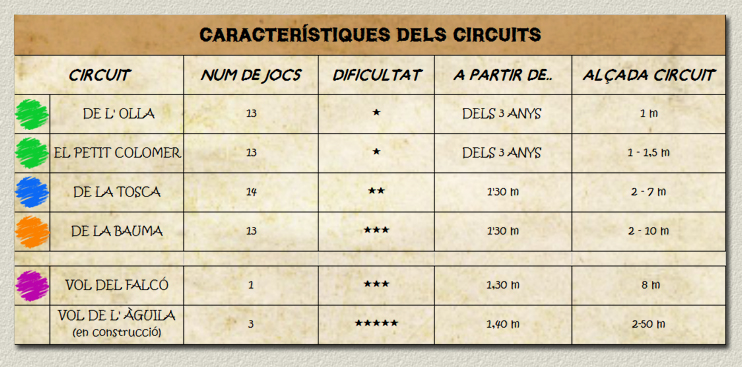 CARACTERÍSTIQUES DELS CIRCUITS
CIRCUIT NUM DE JOCS DIFICULTAT A PARTIR DE.. ALÇADA CIRCUIT
DE L' OLLA 13 ★ DELS 3 ANYS 1 m
EL PETIT COLOMER 13 ★ DELS 3 ANYS 1 - 1,5 m
DE LA TOSCA 14 ★★ 1'30 m 2 - 7 m
DE LA BAUMA 13 ★★★ 1'30 m 2 - 10 m
VOL DEL FALCÓ 1 ★★★ 1,30 m 8 m
VOL DE L' ÀGUILA
(en construcció) 3 ★★★★★ 1,40 m 2-50 m